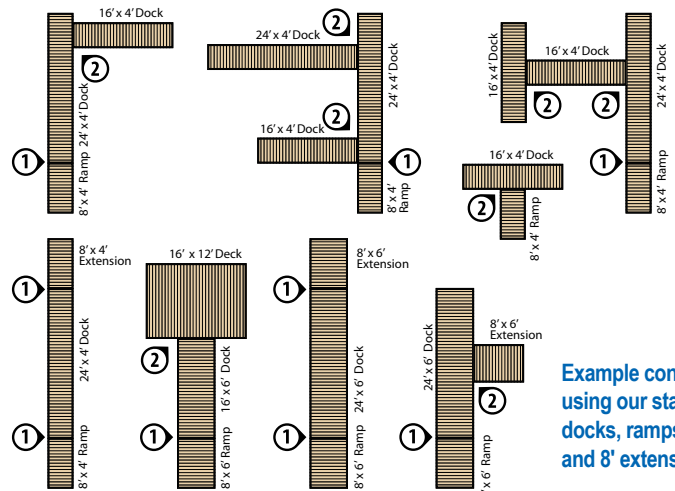 16' x 4' Dock
2
24' x 4' Dock
1
8' x 4' Ramp
2
24' x 4' Dock
24' x 4' Dock
2
16' x 4' Dock
1
8' x 4'
Ramp
16' x 4' Dock
16' x 4' Dock
24' x 4' Dock
2
2
1
8' x 4' Ramp
16' x 4' Dock
2
8' x 4' Ramp
8' x 4'
Extension
1
24' x 4' Dock
1
8' x 4' Ramp
16' x 12' Deck
2
16' x 6' Dock
1
8' x 6' Ramp
8' x 6'
Extension
1
24' x 6' Dock
1
8' x 6' Ramp
24' x 6' Dock
8' x 6'
Extension
2
1
' x 6' Ramp
Example con
using our sta
docks, ramps
and 8' extens